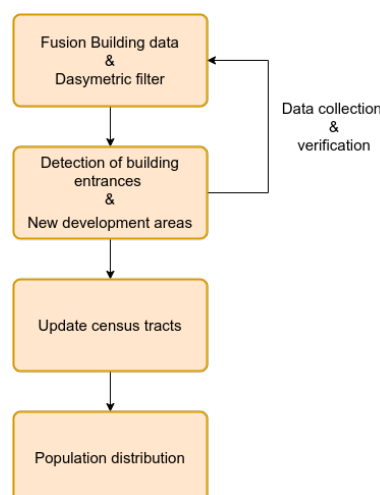 Fusion Building data
&
Dasymetric filter
Data collection
&
verification
Detection of building
entrances
&
New development areas
Update census tracts
Population distribution